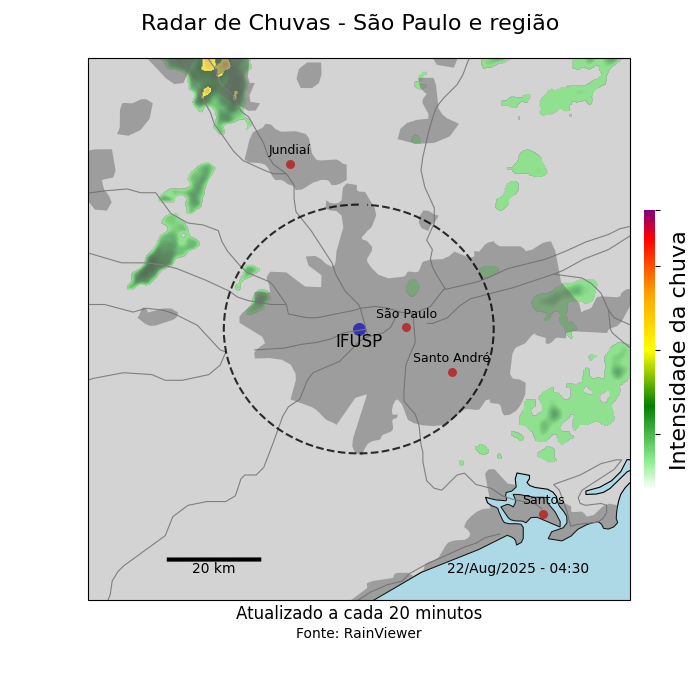 Radar de Chuvas - São Paulo e região
Jundiaí
São Paulo
IFUSP
Santo André
Santos
20 km
22/Aug/2025 - 04:30
Intensidade da chuva
Atualizado a cada 20 minutos
Fonte: RainViewer